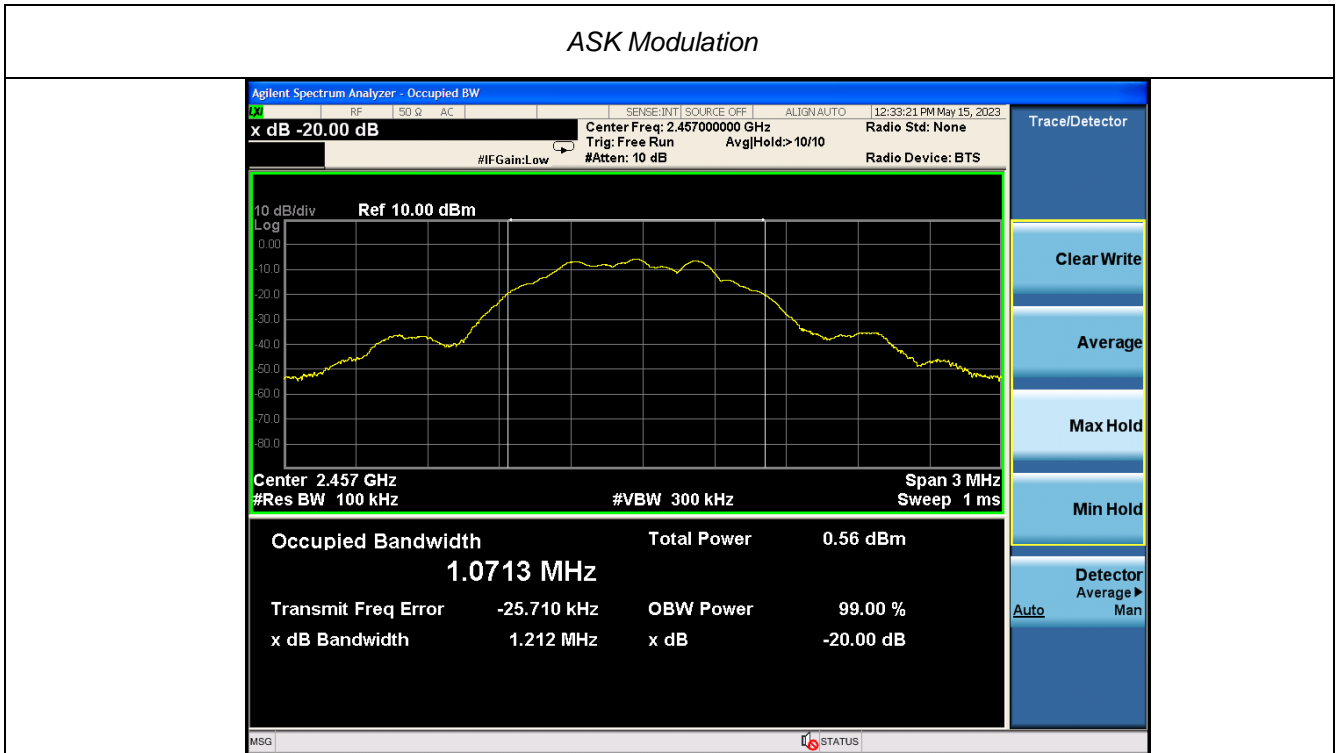 ASK Modulation
Agilent Spectrum Analyzer - Occupied BW
LXI RF 50 Ω AC SENSE:INT SOURCE OFF ALIGN AUTO 12:33:21 PM May 15, 2023
x dB -20.00 dB Center Freq: 2.457000000 GHz Radio Std: None
Trig: Free Run Avg|Hold:>10/10
#IFGain:Low #Atten: 10 dB Radio Device: BTS
Trace/Detector
10 dB/div Ref 10.00 dBm
Log
0.00
-10.0
-20.0
-30.0
-40.0
-50.0
-60.0
-70.0
-80.0
Center 2.457 GHz Span 3 MHz
#Res BW 100 kHz #VBW 300 kHz Sweep 1 ms
Occupied Bandwidth Total Power 0.56 dBm
1.0713 MHz
Transmit Freq Error -25.710 kHz OBW Power 99.00 %
x dB Bandwidth 1.212 MHz x dB -20.00 dB
Clear Write
Average
Max Hold
Min Hold
Detector
Average▶
Auto Man
MSG STATUS